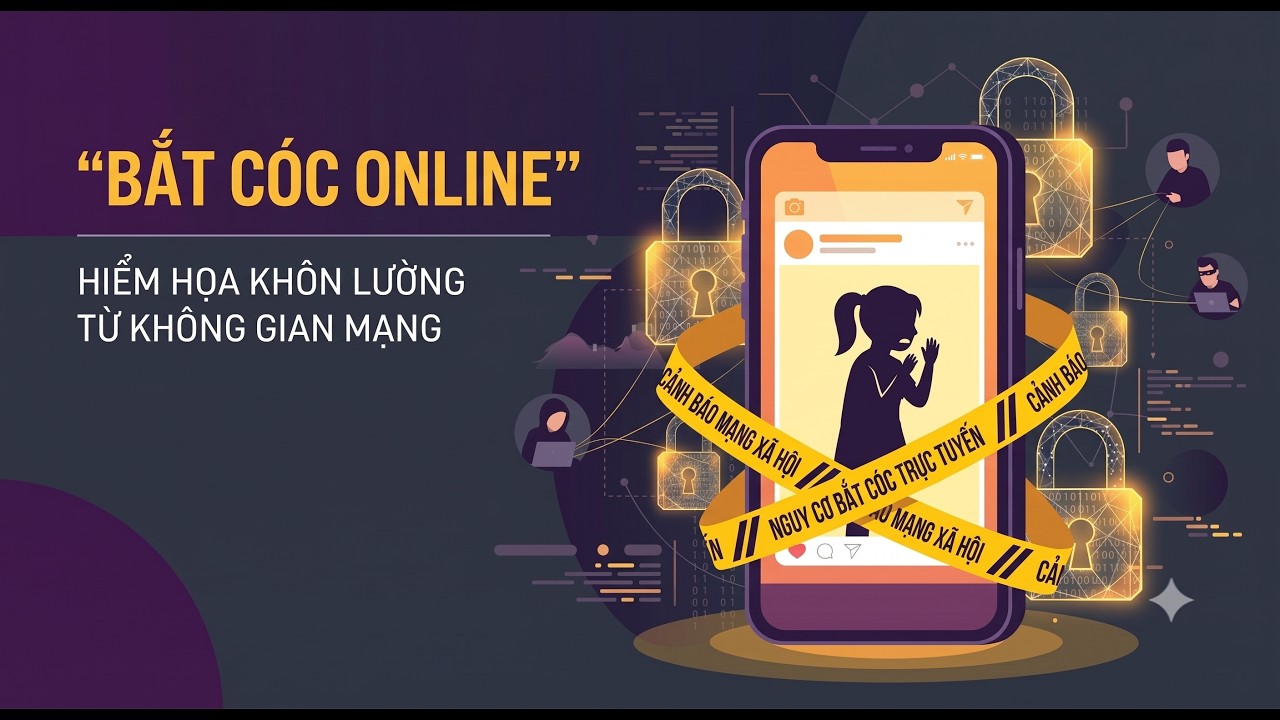 “BẮT CÓC ONLINE”
HIỂM HỌA KHÔN LƯỜNG
TỪ KHÔNG GIAN MẠNG
CẢNH BÁO MẠNG XÃ HỘI //
// NGUY CƠ BẮT CÓC TRỰC TUYẾN // CẢNH BÁO
MẠNG XÃ HỘI //